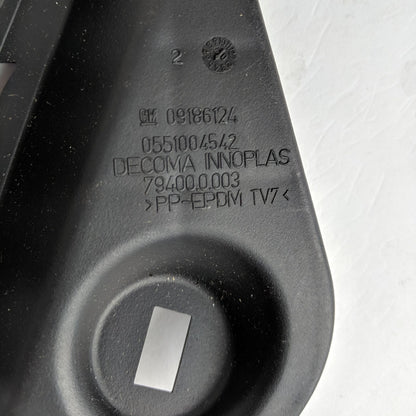 2
GM 09186124
0551004542
DECOMA INNOPLAS
79400.0.003
>PP-EPDM TV7<